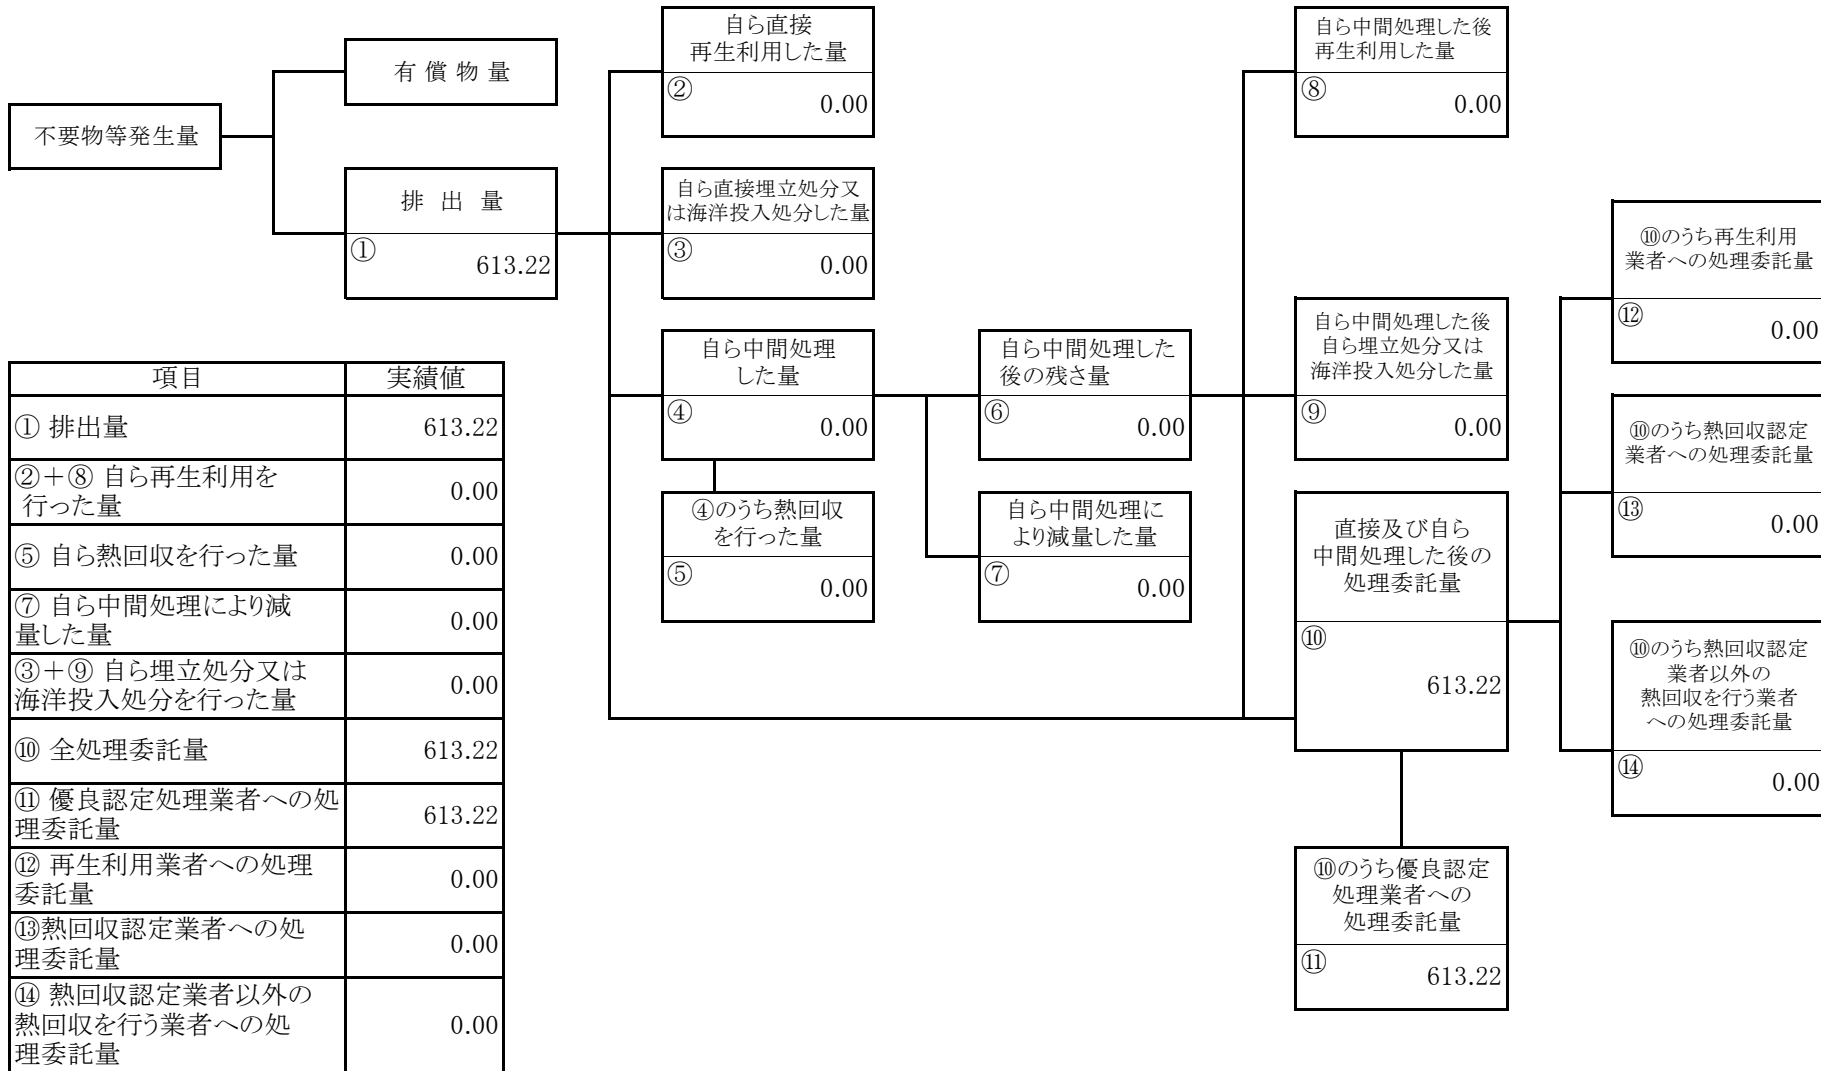 不要物等発生量
有 償 物 量
排 出 量
①
613.22
自ら直接
再生利用した量
②
0.00
自ら直接埋立処分又
は海洋投入処分した量
③
0.00
自ら中間処理
した量
④
0.00
④のうち熱回収
を行った量
⑤
0.00
自ら中間処理した
後の残さ量
⑥
0.00
自ら中間処理に
より減量した量
⑦
0.00
自ら中間処理した後
再生利用した量
⑧
0.00
自ら中間処理した後
自ら埋立処分又は
海洋投入処分した量
⑨
0.00
直接及び自ら
中間処理した後の
処理委託量
⑩
613.22
⑩のうち優良認定
処理業者への
処理委託量
⑪
613.22
⑩のうち再生利用
業者への処理委託量
⑫
0.00
⑩のうち熱回収認定
業者への処理委託量
⑬
0.00
⑩のうち熱回収認定
業者以外の
熱回収を行う業者
への処理委託量
⑭
0.00
項目 実績値
① 排出量 613.22
②＋⑧ 自ら再生利用を
行った量 0.00
⑤ 自ら熱回収を行った量 0.00
⑦ 自ら中間処理により減
量した量 0.00
③＋⑨ 自ら埋立処分又は
海洋投入処分を行った量 0.00
⑩ 全処理委託量 613.22
⑪ 優良認定処理業者への処
理委託量 613.22
⑫ 再生利用業者への処理
委託量 0.00
⑬熱回収認定業者への処
理委託量 0.00
⑭ 熱回収認定業者以外の
熱回収を行う業者への処
理委託量 0.00